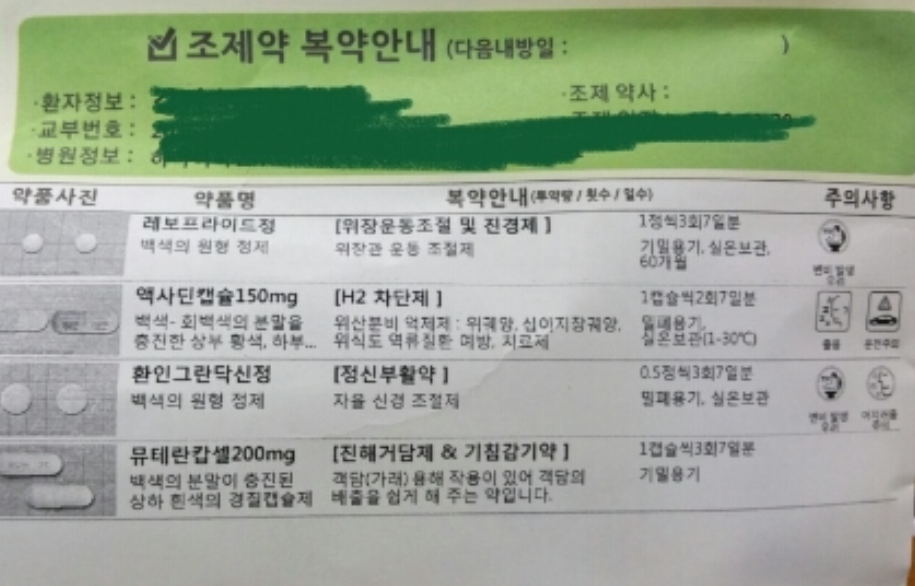 조제약 복약안내 (다음내방일 : )
·환자정보 :
·조제 약사 :
·교부번호 :
·병원정보 :
약품사진 약품명 복약안내(투약량 / 횟수 / 일수) 주의사항
레보프라이드정 [위장운동조절 및 진경제 ] 1정씩3회7일분
백색의 원형 정제 위장관 운동 조절제 기밀용기, 실온보관,
60개월
변비 발생
액사딘캡슐150mg [H2 차단제 ] 1캡슐씩2회7일분
백색- 회백색의 분말을 위산분비 억제제 : 위궤양, 십이지장궤양, 밀폐용기,
충진한 상부 황색, 하부... 위식도 역류질환 예방, 치료제 실온보관(1-30℃)
졸음 운전주의
환인그란닥신정 [정신부활약 ] 0.5정씩3회7일분
백색의 원형 정제 자율 신경 조절제 밀폐용기, 실온보관
변비 발생 어지러움
주의
뮤테란캅셀200mg [진해거담제 & 기침감기약 ] 1캡슐씩3회7일분
백색의 분말이 충진된 객담(가래) 용해 작용이 있어 객담의 기밀용기
상하 흰색의 경질캡슐제 배출을 쉽게 해 주는 약입니다.